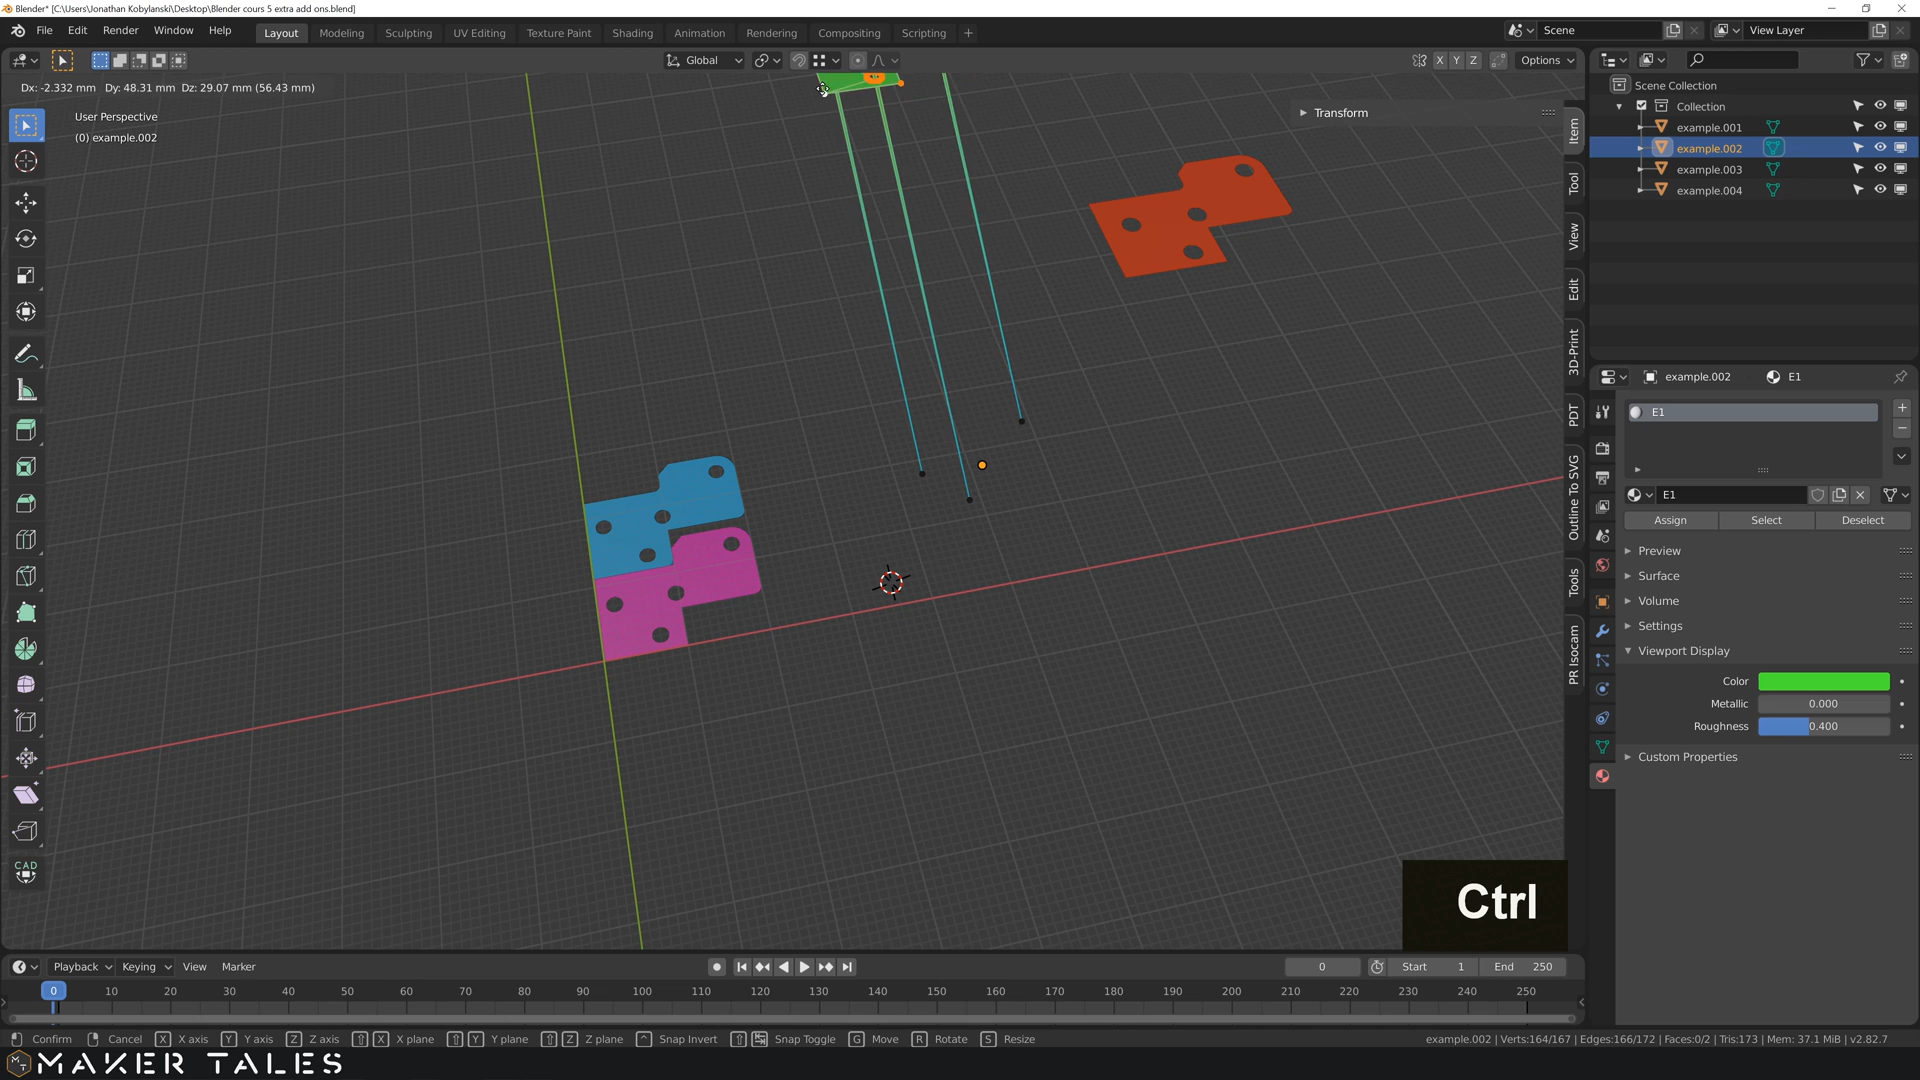 Blender* [C:\Users\Jonathan Kobylanski\Desktop\Blender cours 5 extra add ons.blend]
File Edit Render Window Help Layout Modeling Sculpting UV Editing Texture Paint Shading Animation Rendering Compositing Scripting + Scene View Layer
Global X Y Z Options
Dx: -2.332 mm Dy: 48.31 mm Dz: 29.07 mm (56.43 mm)
User Perspective
(0) example.002
Transform
Item
Tool
View
Edit
3D-Print
PDT
Outline To SVG
Tools
PR Isocam
CAD
Scene Collection
Collection
example.001
example.002
example.003
example.004
example.002 E1
E1
E1
Assign Select Deselect
Preview
Surface
Volume
Settings
Viewport Display
Color
Metallic 0.000
Roughness 0.400
Custom Properties
Ctrl
Playback Keying View Marker 0 Start 1 End 250
0 10 20 30 40 50 60 70 80 90 100 110 120 130 140 150 160 170 180 190 200 210 220 230 240 250
Confirm Cancel X X axis Y Y axis Z Z axis X X plane Y Y plane Z Z plane Snap Invert Snap Toggle G Move R Rotate S Resize example.002 | Verts:164/167 | Edges:166/172 | Faces:0/2 | Tris:173 | Mem: 37.1 MiB | v2.82.7
MAKER TALES